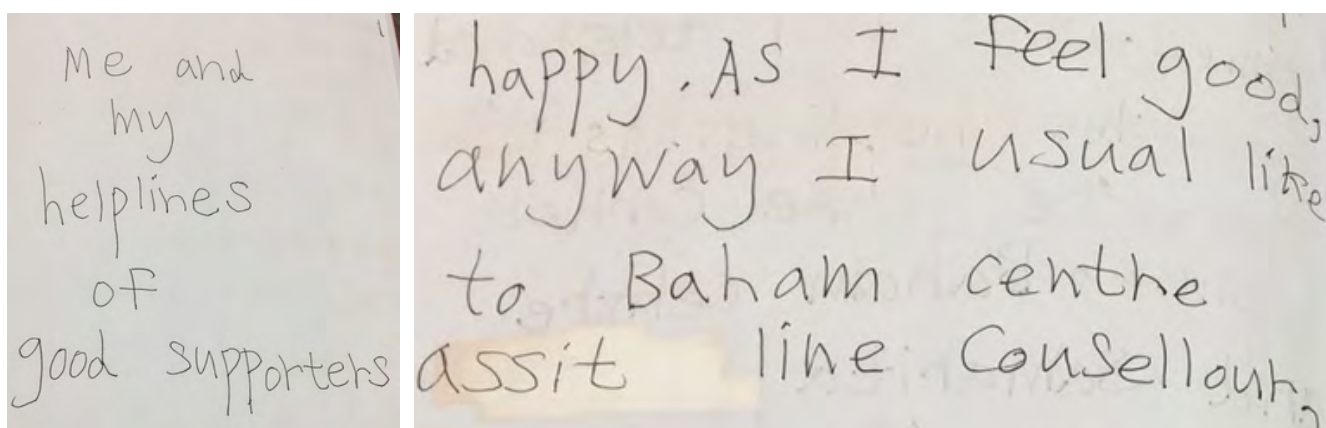 Me and
my
helplines
of
good supporters
happy. As I feel good,
anyway I usual like
to Baham centre
assit line Cousellour,